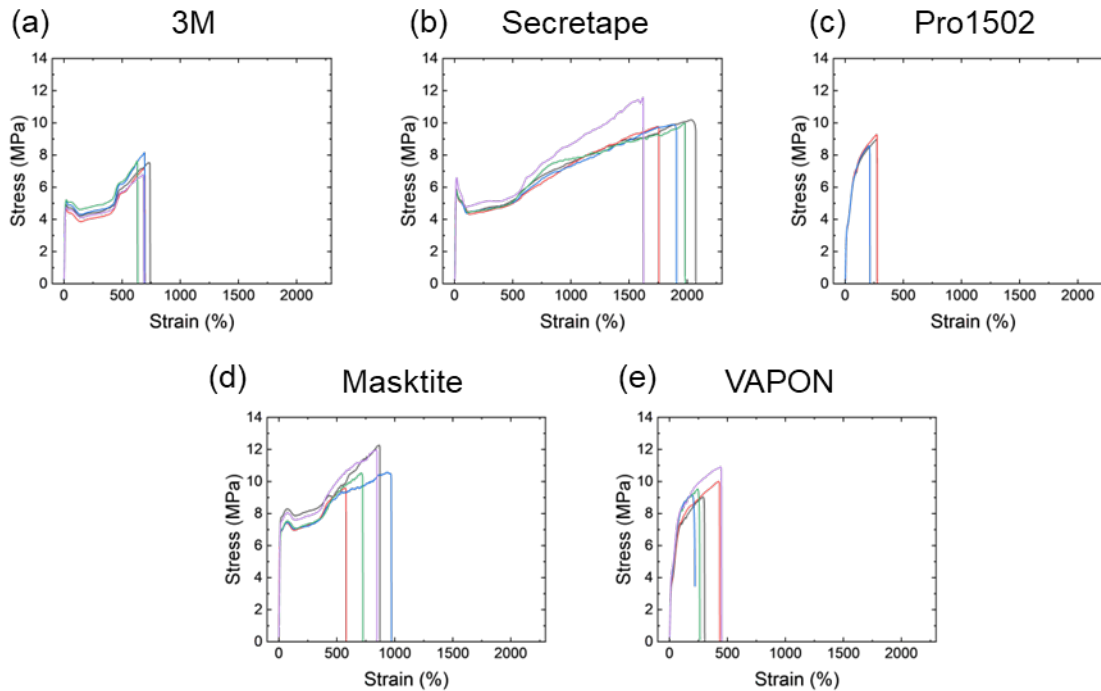 (a) 3M
(b) Secretape
(c) Pro1502
14
12
10
8
6
4
2
0
Stress (MPa)
0 500 1000 1500 2000
Strain (%)
14
12
10
8
6
4
2
0
Stress (MPa)
0 500 1000 1500 2000
Strain (%)
14
12
10
8
6
4
2
0
Stress (MPa)
0 500 1000 1500 2000
Strain (%)
(d) Masktite
(e) VAPON
14
12
10
8
6
4
2
0
Stress (MPa)
0 500 1000 1500 2000
Strain (%)
14
12
10
8
6
4
2
0
Stress (MPa)
0 500 1000 1500 2000
Strain (%)